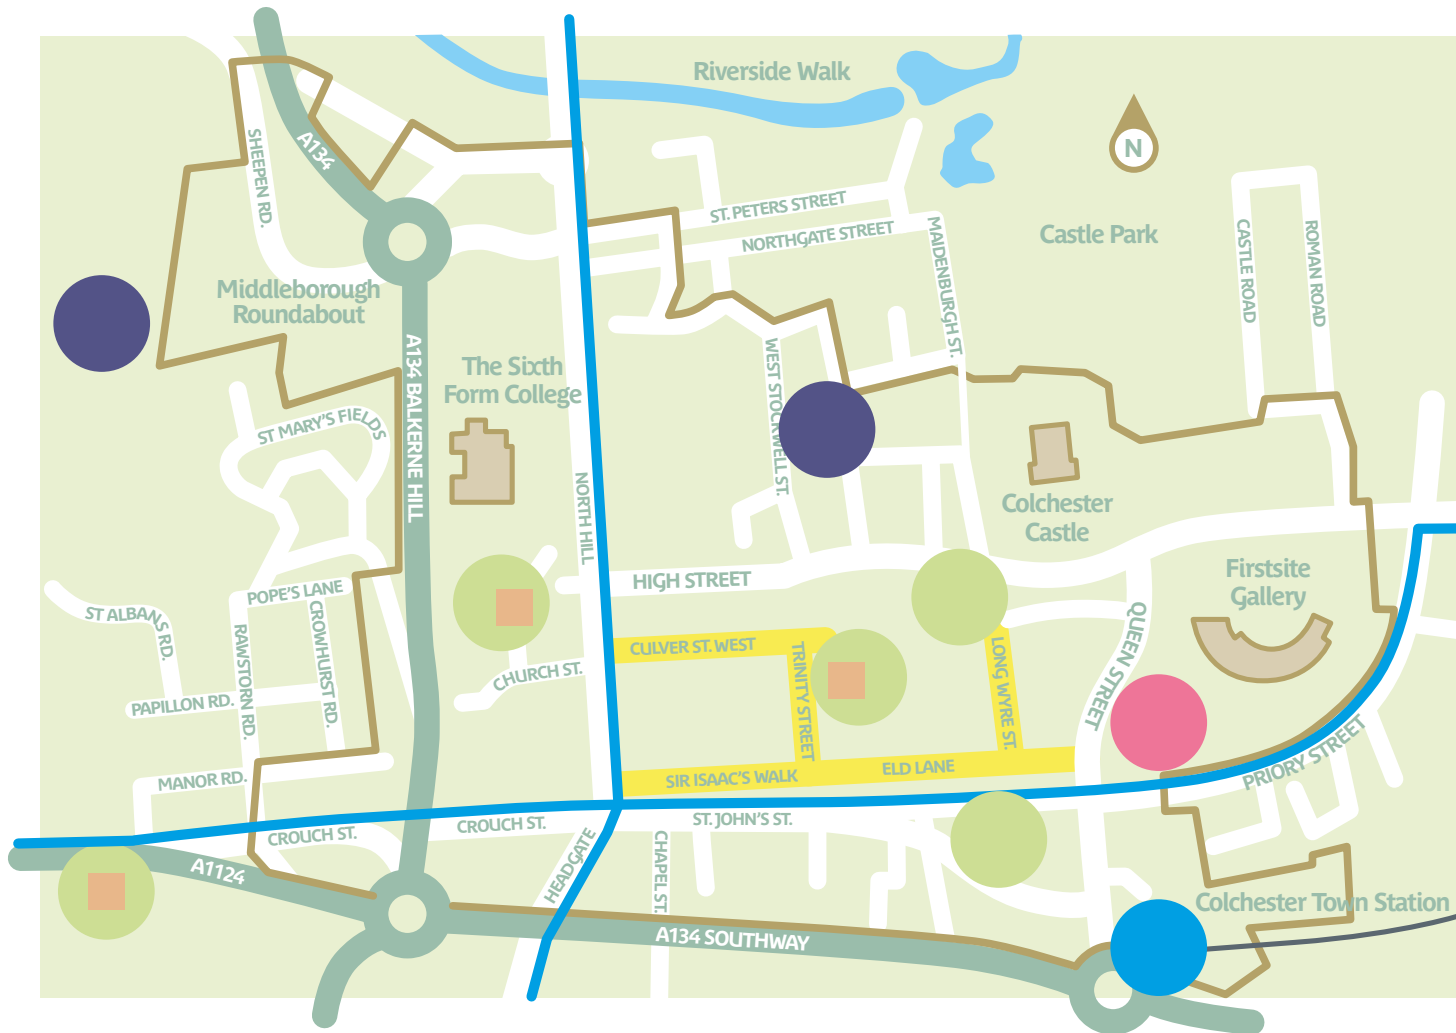 Riverside Walk
N
SHEEPEN RD.
A134
ST. PETERS STREET
NORTHGATE STREET
MAIDENBURGH ST.
Castle Park
CASTLE ROAD
ROMAN ROAD
Middleborough
Roundabout
A134 BALKERNE HILL
The Sixth
Form College
WEST STOCKWELL ST.
ST MARY'S FIELDS
NORTH HILL
Colchester
Castle
HIGH STREET
Firstsite
Gallery
POPE'S LANE
ST ALBANS RD.
RAWSTORN RD.
CROWHURST RD.
CULVER ST. WEST
TRINITY STREET
LONG WYRE ST.
QUEEN STREET
CHURCH ST.
PAPILLON RD.
MANOR RD.
SIR ISAAC'S WALK
ELD LANE
PRIORY STREET
CROUCH ST.
CROUCH ST.
ST. JOHN'S ST.
A1124
HEADGATE
CHAPEL ST.
Colchester Town Station
A134 SOUTHWAY